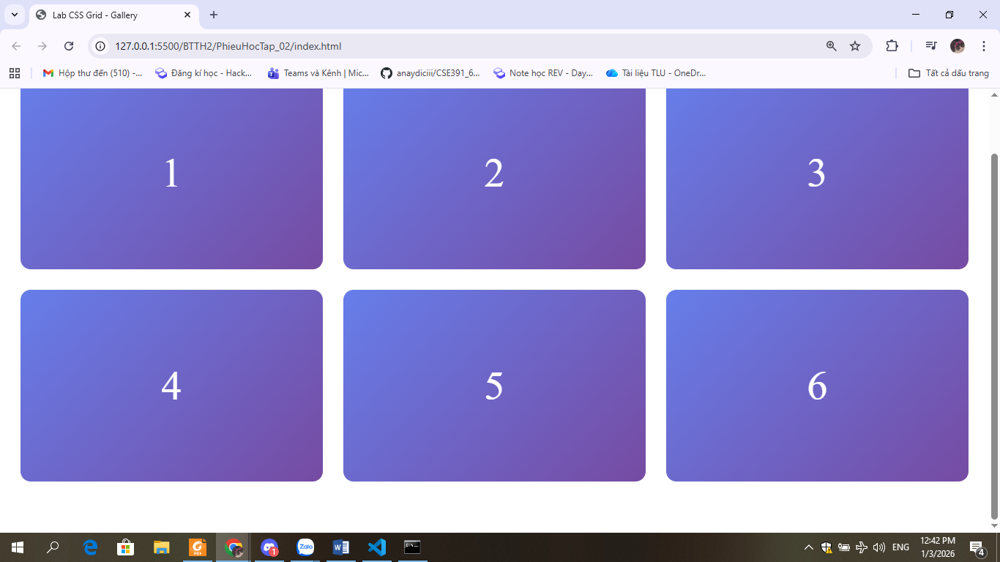 Lab CSS Grid - Gallery
127.0.0.1:5500/BTTH2/PhieuHocTap_02/index.html
Hộp thư đến (510) -... Đăng kí học - Hack... Teams và Kênh | Mic... anaydiciii/CSE391_6... Note học REV - Day... Tài liệu TLU - OneDr... Tất cả dấu trang
1 2 3
4 5 6
PDF 1 Zalo ENG 12:42 PM 4
1/3/2026